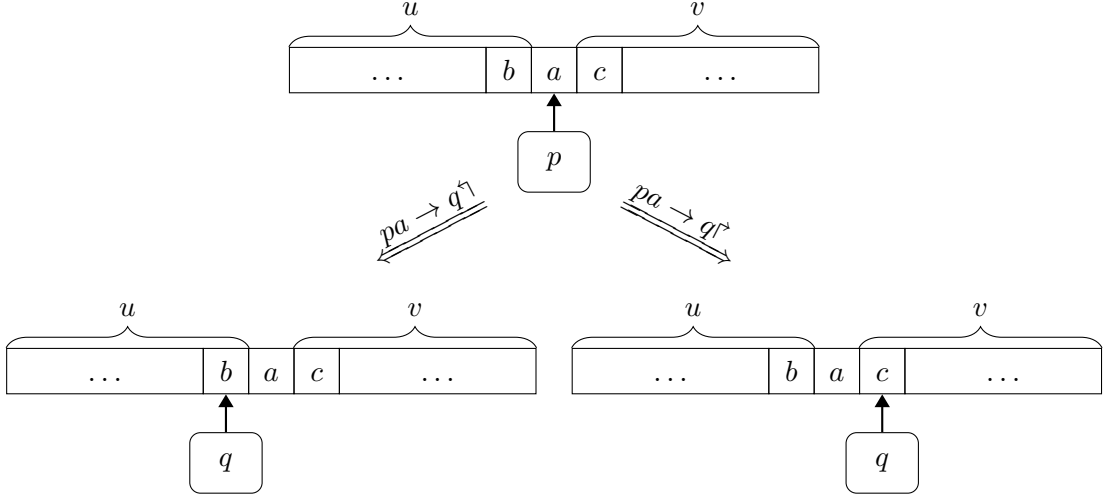 u v
… b a c …
p
pa → q↰ pa → q↱
u v u v
… b a c … … b a c …
q q